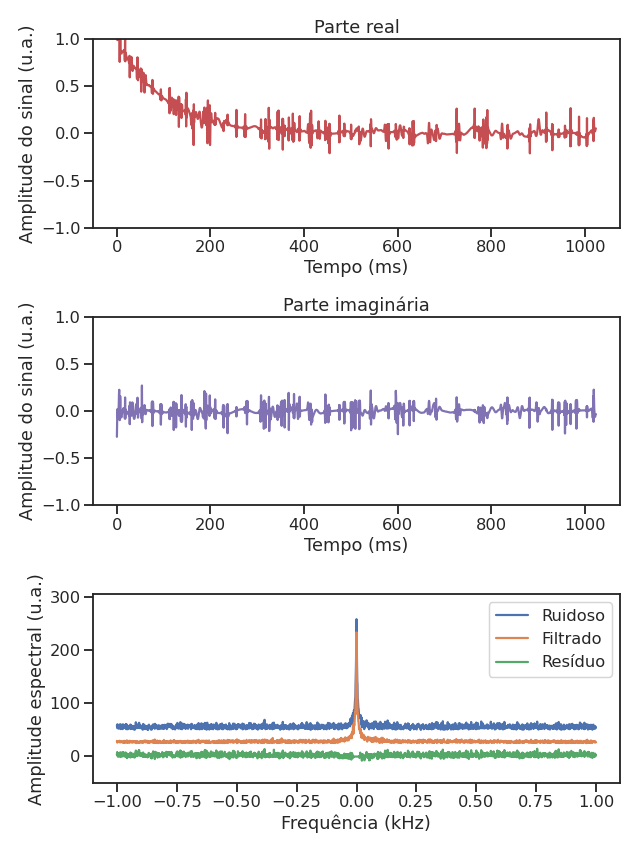 Parte real
Amplitude do sinal (u.a.)
1.0
0.5
0.0
−0.5
−1.0
0 200 400 600 800 1000
Tempo (ms)
Parte imaginária
Amplitude do sinal (u.a.)
1.0
0.5
0.0
−0.5
−1.0
0 200 400 600 800 1000
Tempo (ms)
Amplitude espectral (u.a.)
300
200
100
0
Ruidoso
Filtrado
Resíduo
−1.00 −0.75 −0.50 −0.25 0.00 0.25 0.50 0.75 1.00
Frequência (kHz)